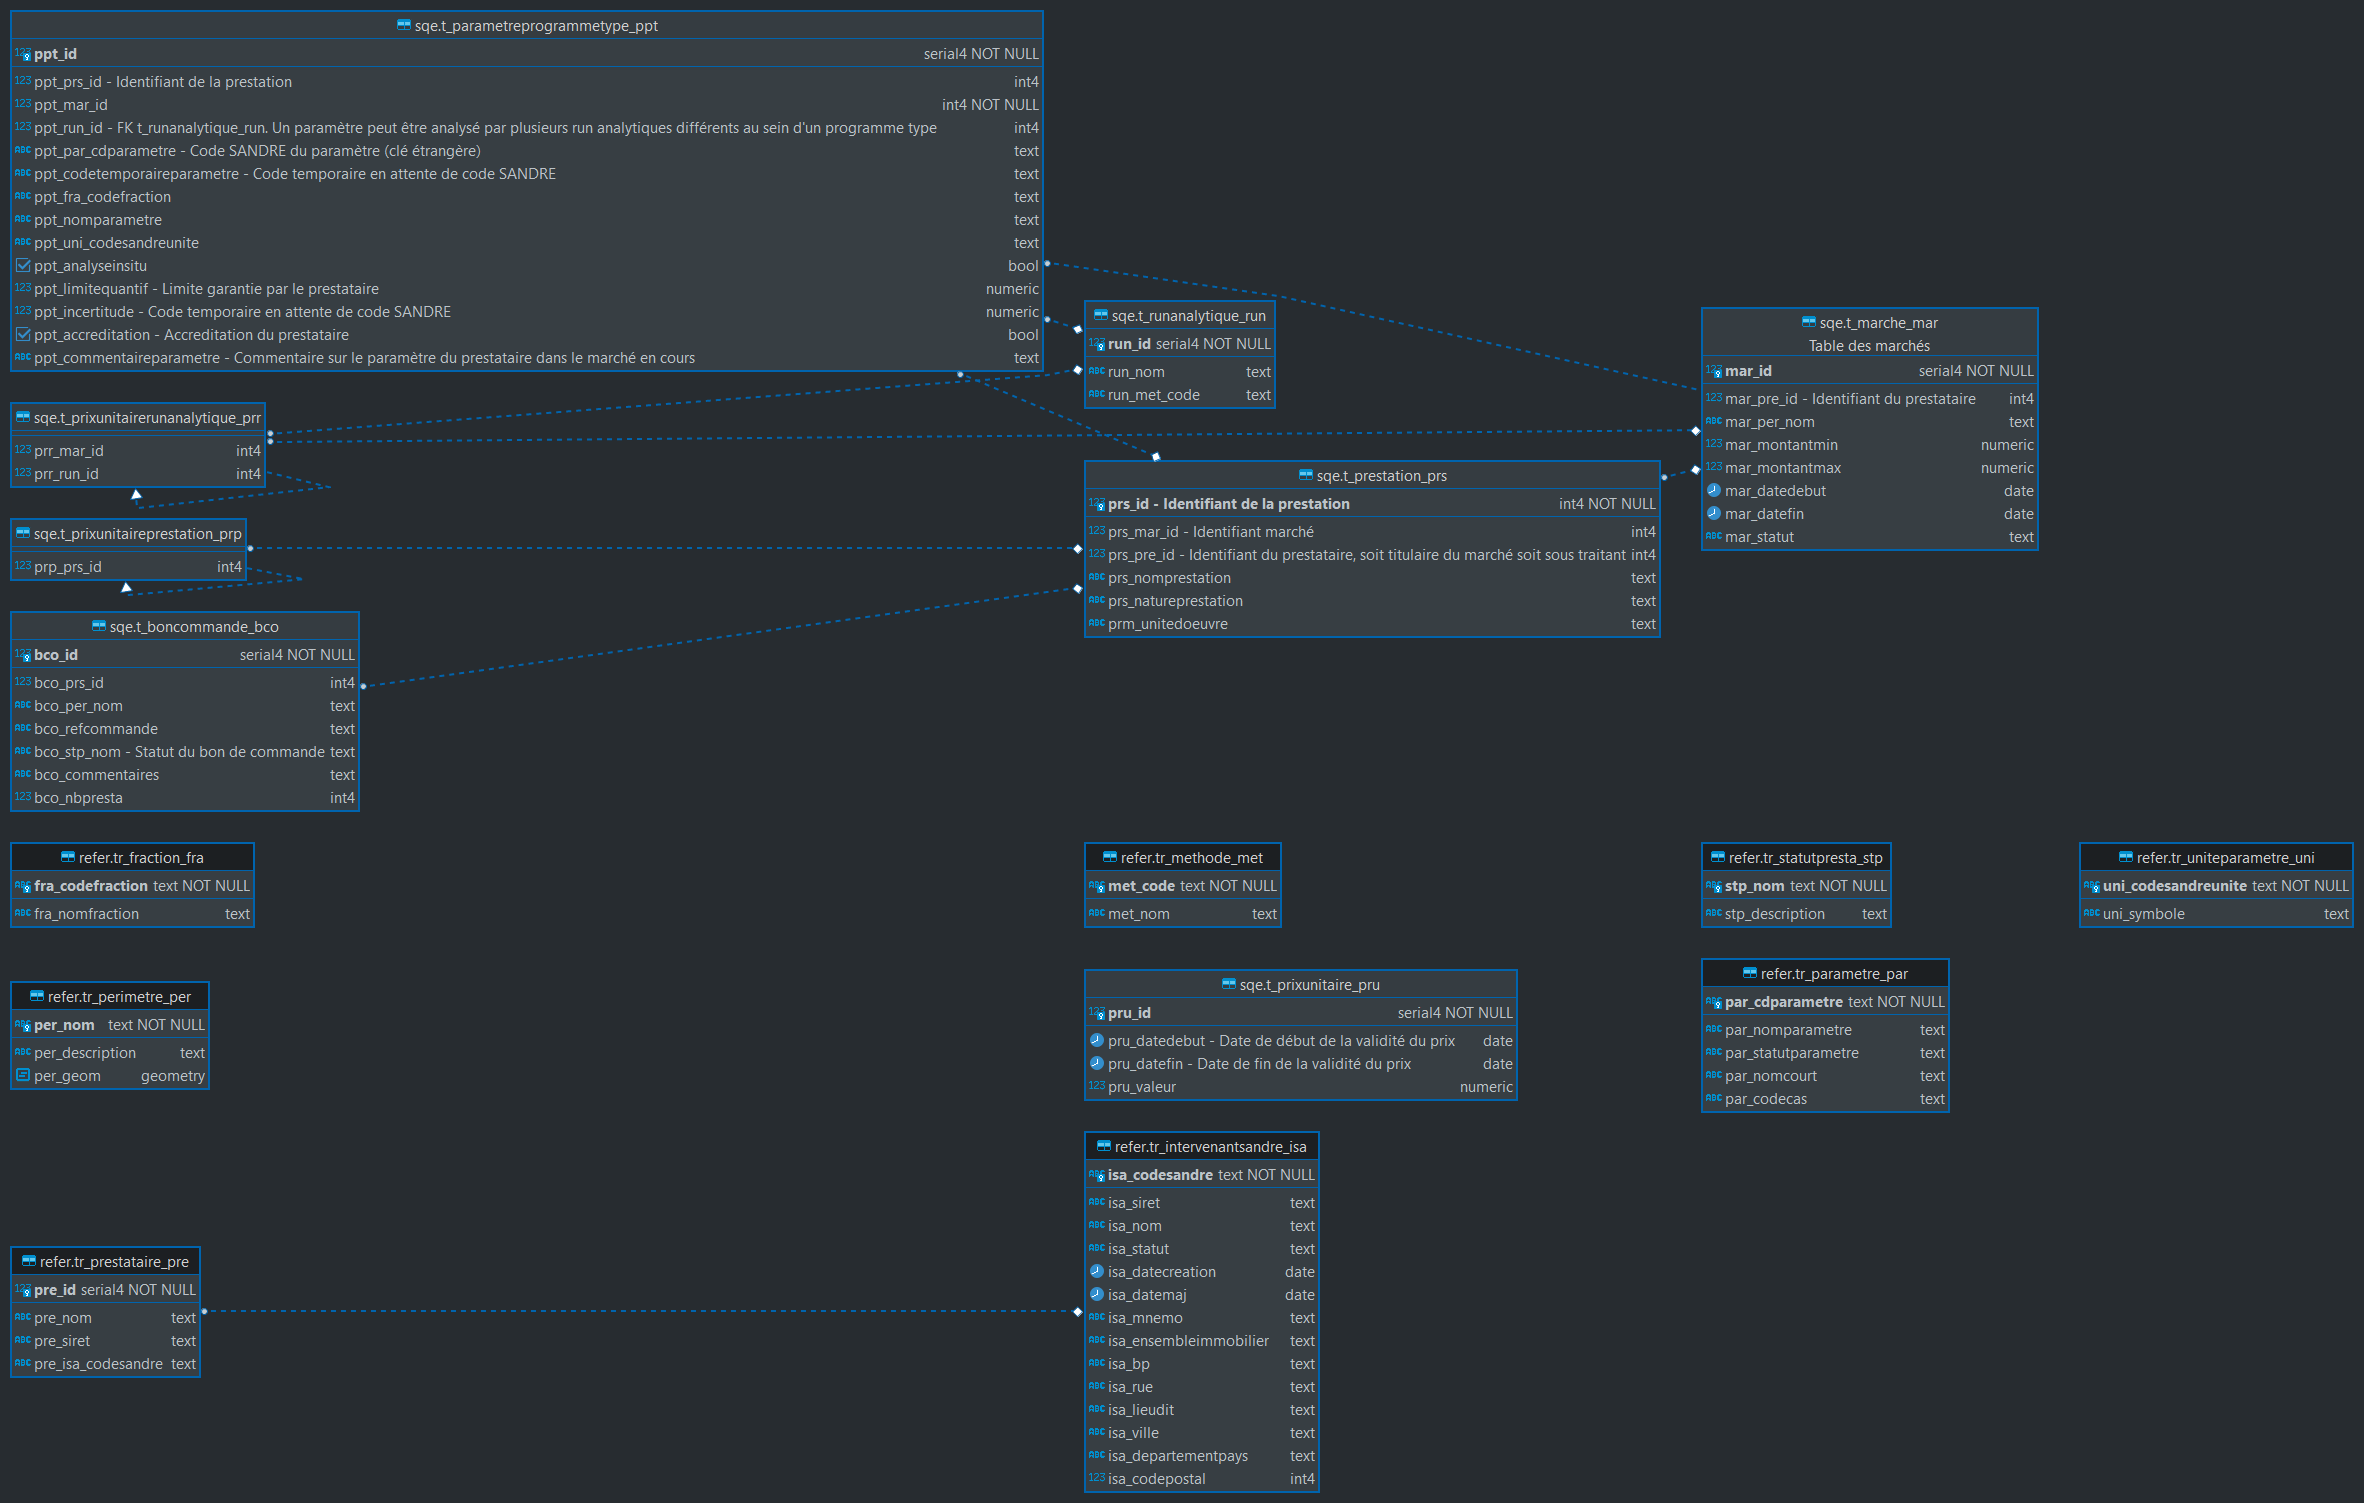 sqe.t_parametreprogrammetype_ppt
ppt_id serial4 NOT NULL
ppt_prs_id - Identifiant de la prestation int4
ppt_mar_id int4 NOT NULL
ppt_run_id - FK t_runanalytique_run. Un paramètre peut être analysé par plusieurs run analytiques différents au sein d'un programme type int4
ppt_par_cdparametre - Code SANDRE du paramètre (clé étrangère) text
ppt_codetemporaireparametre - Code temporaire en attente de code SANDRE text
ppt_fra_codefraction text
ppt_nomparametre text
ppt_uni_codesandreunite text
ppt_analyseinsitu bool
ppt_limitequantif - Limite garantie par le prestataire numeric
ppt_incertitude - Code temporaire en attente de code SANDRE numeric
ppt_accreditation - Accreditation du prestataire bool
ppt_commentaireparametre - Commentaire sur le paramètre du prestataire dans le marché en cours text
sqe.t_runanalytique_run
run_id serial4 NOT NULL
run_nom text
run_met_code text
sqe.t_marche_mar
Table des marchés
mar_id serial4 NOT NULL
mar_pre_id - Identifiant du prestataire int4
mar_per_nom text
mar_montantmin numeric
mar_montantmax numeric
mar_datedebut date
mar_datefin date
mar_statut text
sqe.t_prixunitairerunanalytique_prr
prr_mar_id int4
prr_run_id int4
sqe.t_prestation_prs
prs_id - Identifiant de la prestation int4 NOT NULL
prs_mar_id - Identifiant marché int4
prs_pre_id - Identifiant du prestataire, soit titulaire du marché soit sous traitant int4
prs_nomprestation text
prs_natureprestation text
prm_unitedoeuvre text
sqe.t_prixunitaireprestation_prp
prp_prs_id int4
sqe.t_boncommande_bco
bco_id serial4 NOT NULL
bco_prs_id int4
bco_per_nom text
bco_refcommande text
bco_stp_nom - Statut du bon de commande text
bco_commentaires text
bco_nbpresta int4
refer.tr_fraction_fra
fra_codefraction text NOT NULL
fra_nomfraction text
refer.tr_methode_met
met_code text NOT NULL
met_nom text
refer.tr_statutpresta_stp
stp_nom text NOT NULL
stp_description text
refer.tr_uniteparametre_uni
uni_codesandreunite text NOT NULL
uni_symbole text
refer.tr_perimetre_per
per_nom text NOT NULL
per_description text
per_geom geometry
sqe.t_prixunitaire_pru
pru_id serial4 NOT NULL
pru_datedebut - Date de début de la validité du prix date
pru_datefin - Date de fin de la validité du prix date
pru_valeur numeric
refer.tr_parametre_par
par_cdparametre text NOT NULL
par_nomparametre text
par_statutparametre text
par_nomcourt text
par_codecas text
refer.tr_prestataire_pre
pre_id serial4 NOT NULL
pre_nom text
pre_siret text
pre_isa_codesandre text
refer.tr_intervenantsandre_isa
isa_codesandre text NOT NULL
isa_siret text
isa_nom text
isa_statut text
isa_datecreation date
isa_datemaj date
isa_mnemo text
isa_ensembleimmobilier text
isa_bp text
isa_rue text
isa_lieudit text
isa_ville text
isa_departementpays text
isa_codepostal int4